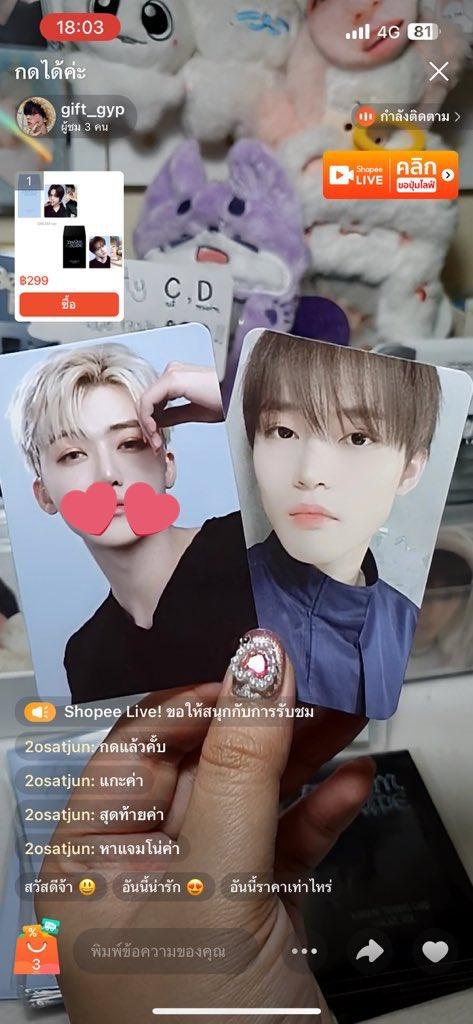 18:03
4G
81
กดได้ค่ะ
gift_gyp
ผู้ชม 3 คน
กำลังติดตาม
Shopee LIVE
คลิก
ขอปุ่มไลฟ์
1
฿299
ซื้อ
C,D
Shopee Live! ขอให้สนุกกับการรับชม
2osatjun: กดแล้วคั้บ
2osatjun: แกะค่า
2osatjun: สุดท้ายค่า
2osatjun: หาแจมโน่ค่า
สวัสดีจ้า 😃
อันนี้น่ารัก 😍
อันนี้ราคาเท่าไหร่
%
3
พิมพ์ข้อความของคุณ